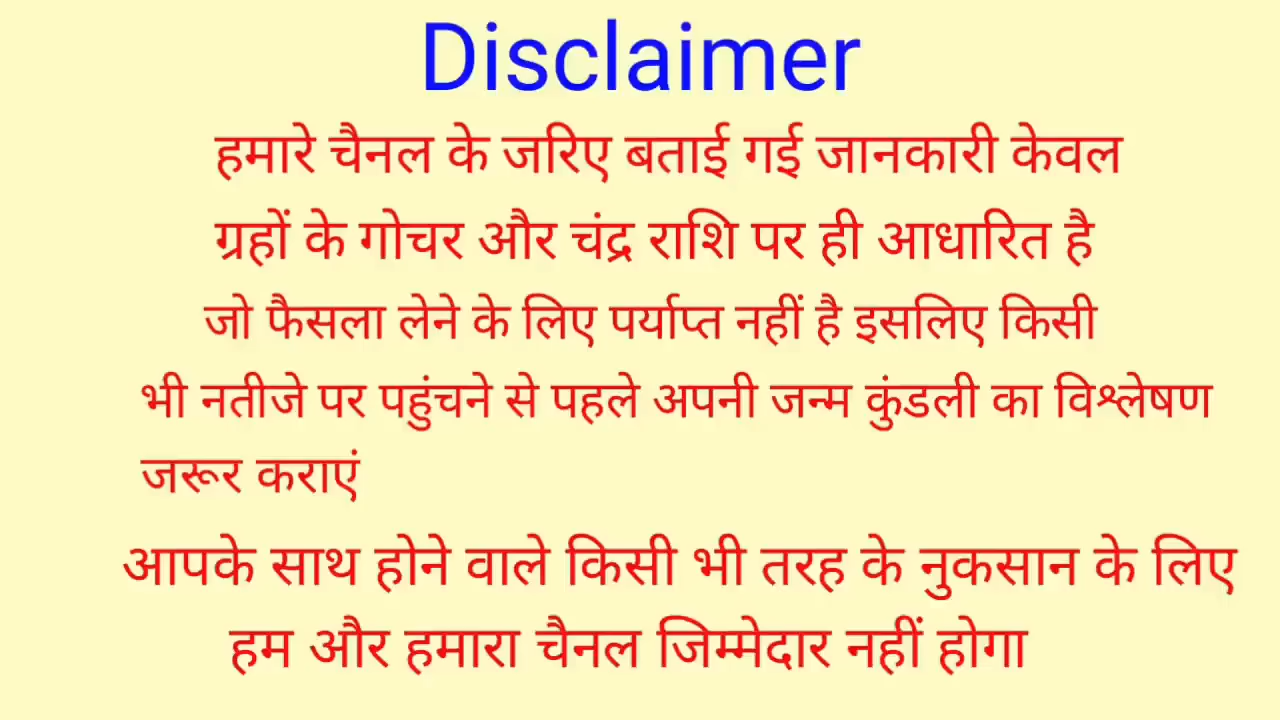 Disclaimer
हमारे चैनल के जरिए बताई गई जानकारी केवल
ग्रहों के गोचर और चंद्र राशि पर ही आधारित है
जो फैसला लेने के लिए पर्याप्त नहीं है इसलिए किसी
भी नतीजे पर पहुंचने से पहले अपनी जन्म कुंडली का विश्लेषण
जरूर कराएं
आपके साथ होने वाले किसी भी तरह के नुकसान के लिए
हम और हमारा चैनल जिम्मेदार नहीं होगा